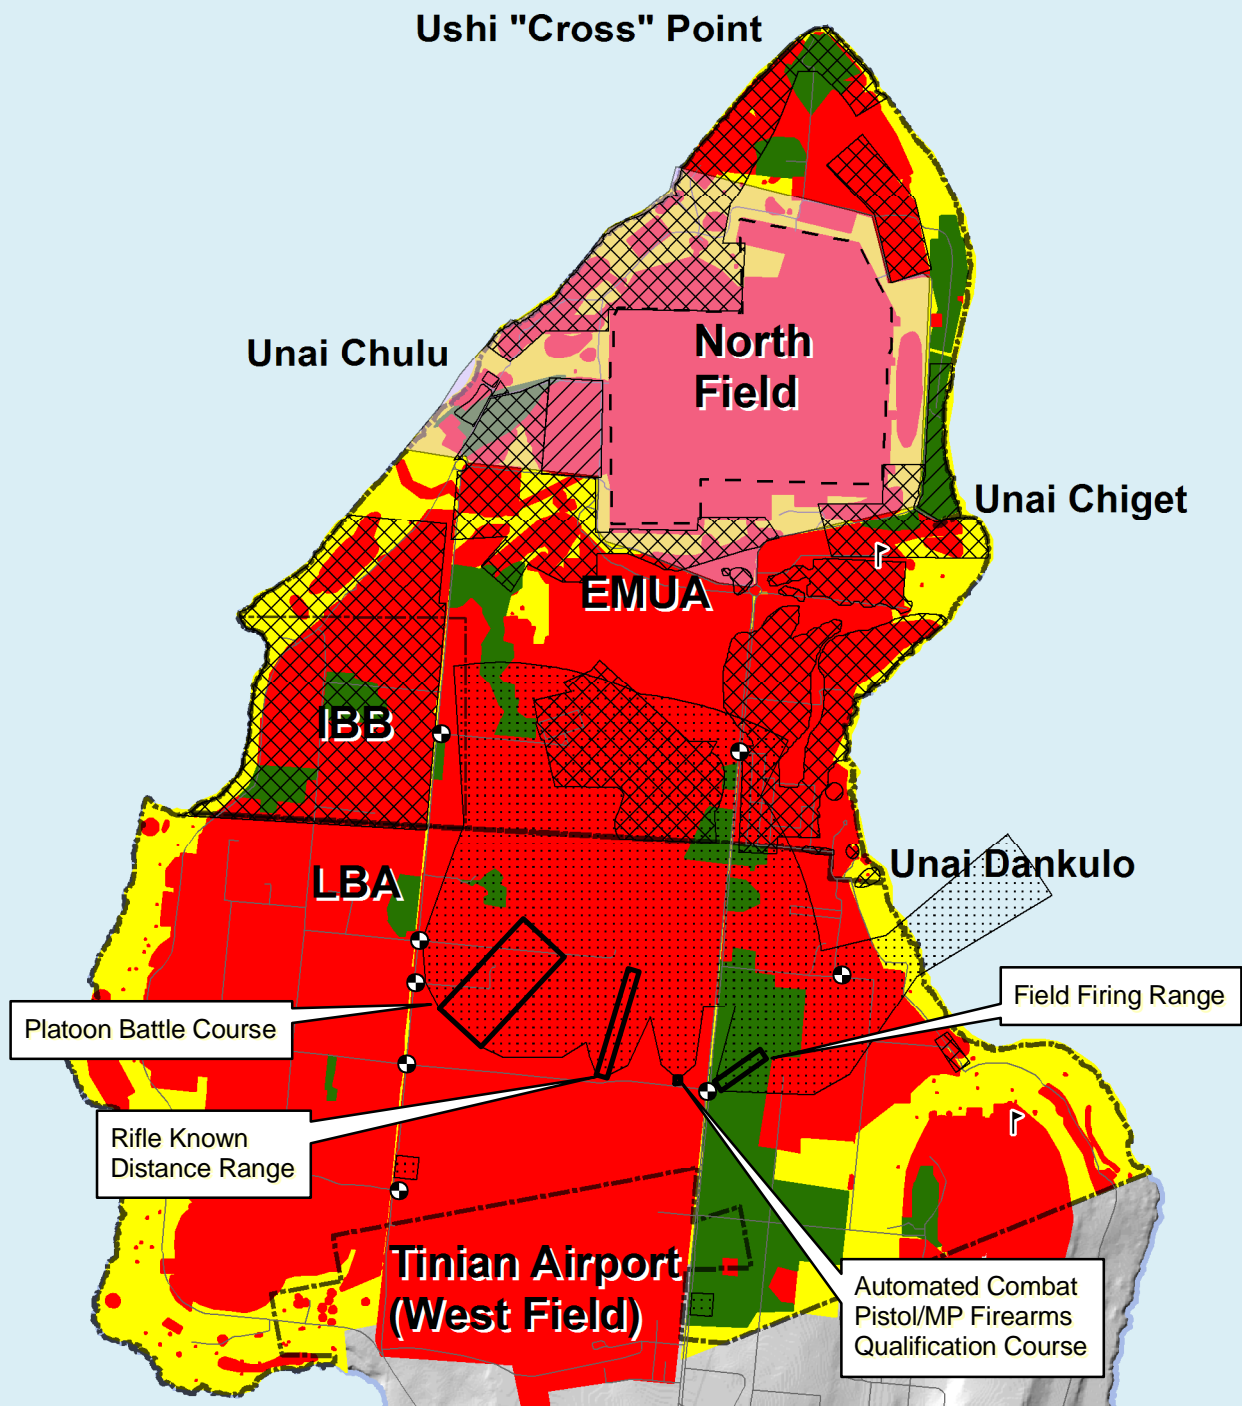 Ushi "Cross" Point
Unai Chulu
North
Field
Unai Chiget
EMUA
IBB
LBA
Unai Dankulo
Field Firing Range
Platoon Battle Course
Rifle Known
Distance Range
Tinian Airport
(West Field)
Automated Combat
Pistol/MP Firearms
Qualification Course